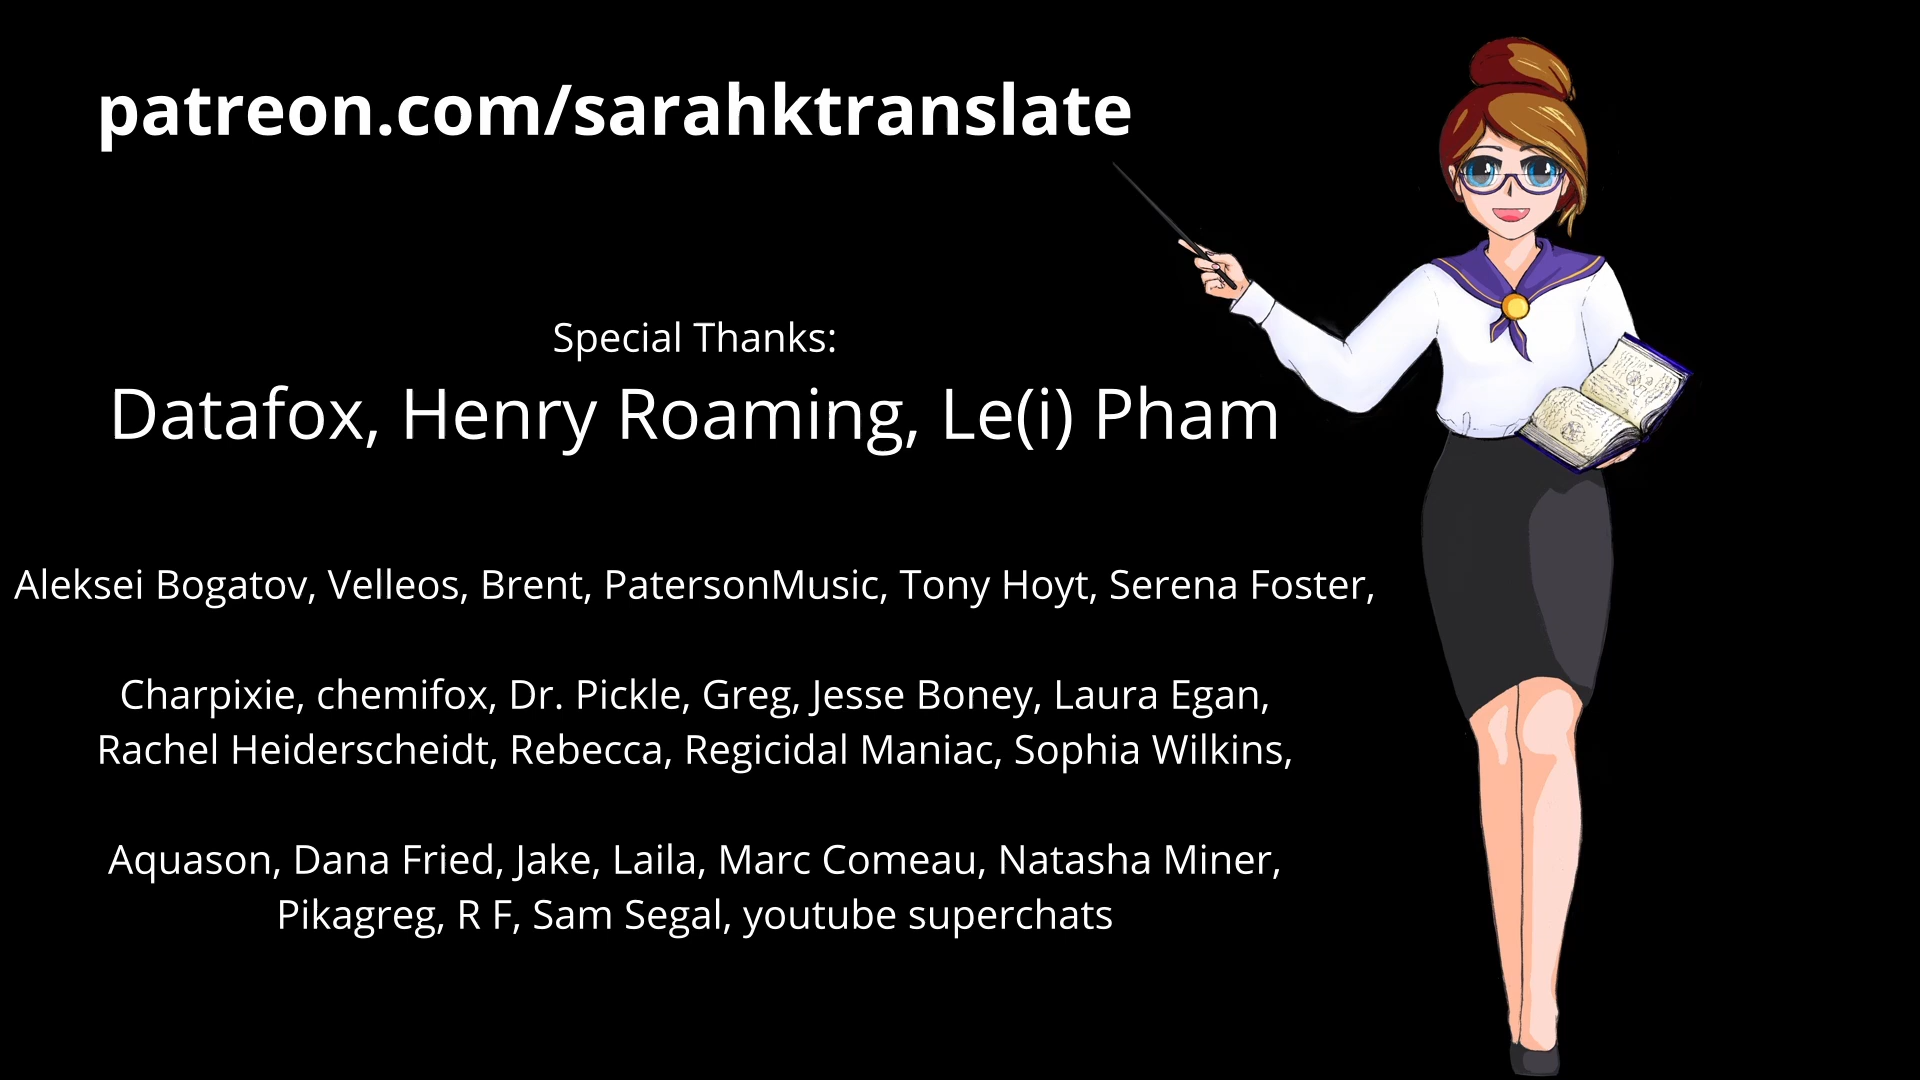 patreon.com/sarahktranslate
Special Thanks:
Datafox, Henry Roaming, Le(i) Pham
Aleksei Bogatov, Velleos, Brent, PatersonMusic, Tony Hoyt, Serena Foster,
Charpixie, chemifox, Dr. Pickle, Greg, Jesse Boney, Laura Egan,
Rachel Heiderscheidt, Rebecca, Regicidal Maniac, Sophia Wilkins,
Aquason, Dana Fried, Jake, Laila, Marc Comeau, Natasha Miner,
Pikagreg, R F, Sam Segal, youtube superchats